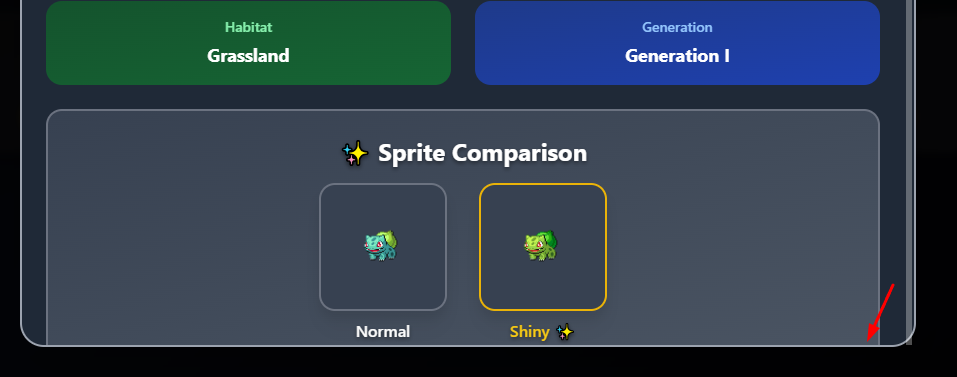 Habitat
Generation
Grassland
Generation I
✨ Sprite Comparison
Normal
Shiny ✨